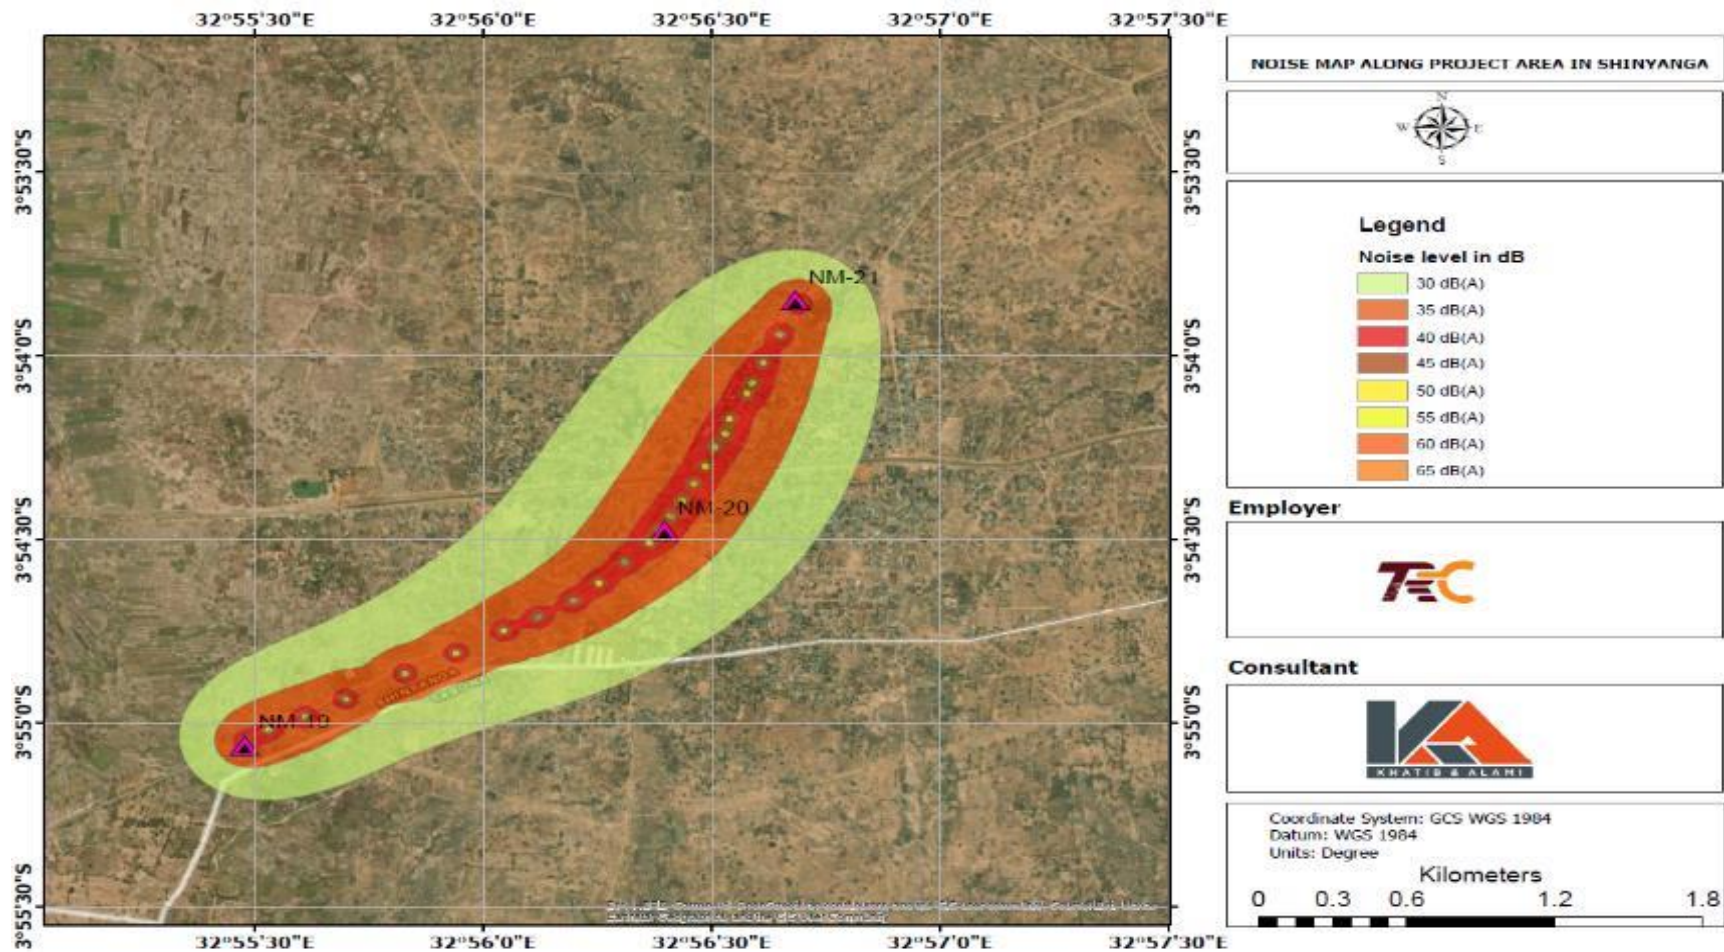 32°55'30"E 32°56'0"E 32°56'30"E 32°57'0"E 32°57'30"E
NOISE MAP ALONG PROJECT AREA IN SHINYANGA
N
W E
S
3°53'30"S
3°53'30"S
Legend
Noise level in dB
30 dB(A)
35 dB(A)
40 dB(A)
45 dB(A)
50 dB(A)
55 dB(A)
60 dB(A)
65 dB(A)
NM-21
3°54'0"S
3°54'0"S
NM-20
3°54'30"S
3°54'30"S
NM-19
3°55'0"S
3°55'0"S
3°55'30"S
3°55'30"S
Employer
TRC
Consultant
KHATIB & ALAMI
Coordinate System: GCS WGS 1984
Datum: WGS 1984
Units: Degree
Kilometers
0 0.3 0.6 1.2 1.8
32°55'30"E 32°56'0"E 32°56'30"E 32°57'0"E 32°57'30"E